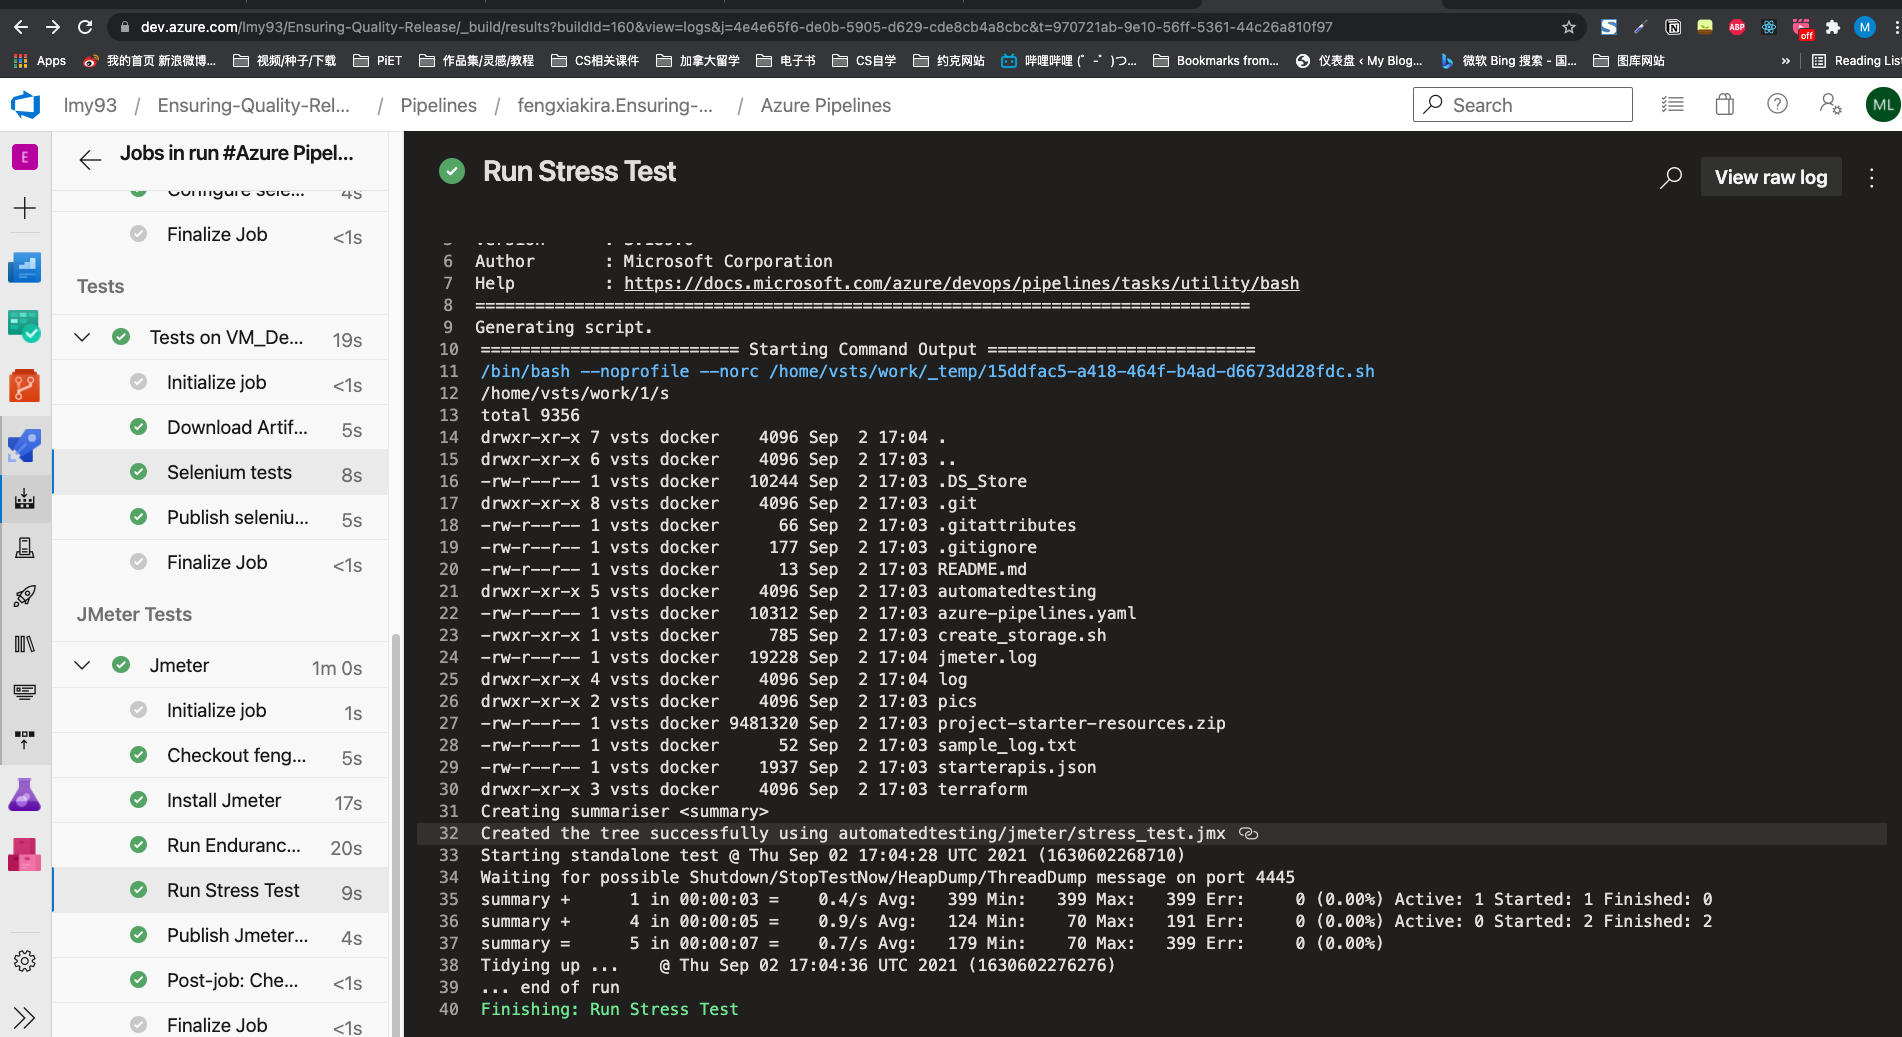 dev.azure.com/lmy93/Ensuring-Quality-Release/_build/results?buildId=160&view=logs&j=4e4e65f6-de0b-5905-d629-cde8cb4a8cbc&t=970721ab-9e10-56ff-5361-44c26a810f97
ABP
off
M
Apps
我的首页 新浪微博...
视频/种子/下载
PiET
作品集/灵感/教程
CS相关课件
加拿大留学
电子书
CS自学
约克网站
哔哩哔哩 (゜-゜)つ...
Bookmarks from...
仪表盘 ‹ My Blog...
微软 Bing 搜索 - 国...
图库网站
»
Reading List
lmy93 / Ensuring-Quality-Rel... / Pipelines / fengxiakira.Ensuring-... / Azure Pipelines
Search
ML
E
Jobs in run #Azure Pipel...
Configure sele... 4s
Finalize Job <1s
Tests
Tests on VM_De... 19s
Initialize job <1s
Download Artif... 5s
Selenium tests 8s
Publish seleniu... 5s
Finalize Job <1s
JMeter Tests
Jmeter 1m 0s
Initialize job 1s
Checkout feng... 5s
Install Jmeter 17s
Run Enduranc... 20s
Run Stress Test 9s
Publish Jmeter... 4s
Post-job: Che... <1s
Finalize Job <1s
Run Stress Test
View raw log
6 Author : Microsoft Corporation
7 Help : https://docs.microsoft.com/azure/devops/pipelines/tasks/utility/bash
8 ==============================================================================
9 Generating script.
10 ========================== Starting Command Output ===========================
11 /bin/bash --noprofile --norc /home/vsts/work/_temp/15ddfac5-a418-464f-b4ad-d6673dd28fdc.sh
12 /home/vsts/work/1/s
13 total 9356
14 drwxr-xr-x 7 vsts docker 4096 Sep 2 17:04 .
15 drwxr-xr-x 6 vsts docker 4096 Sep 2 17:03 ..
16 -rw-r--r-- 1 vsts docker 10244 Sep 2 17:03 .DS_Store
17 drwxr-xr-x 8 vsts docker 4096 Sep 2 17:03 .git
18 -rw-r--r-- 1 vsts docker 66 Sep 2 17:03 .gitattributes
19 -rw-r--r-- 1 vsts docker 177 Sep 2 17:03 .gitignore
20 -rw-r--r-- 1 vsts docker 13 Sep 2 17:03 README.md
21 drwxr-xr-x 5 vsts docker 4096 Sep 2 17:03 automatedtesting
22 -rw-r--r-- 1 vsts docker 10312 Sep 2 17:03 azure-pipelines.yaml
23 -rwxr-xr-x 1 vsts docker 785 Sep 2 17:03 create_storage.sh
24 -rw-r--r-- 1 vsts docker 19228 Sep 2 17:04 jmeter.log
25 drwxr-xr-x 4 vsts docker 4096 Sep 2 17:04 log
26 drwxr-xr-x 2 vsts docker 4096 Sep 2 17:03 pics
27 -rw-r--r-- 1 vsts docker 9481320 Sep 2 17:03 project-starter-resources.zip
28 -rw-r--r-- 1 vsts docker 52 Sep 2 17:03 sample_log.txt
29 -rw-r--r-- 1 vsts docker 1937 Sep 2 17:03 starterapis.json
30 drwxr-xr-x 3 vsts docker 4096 Sep 2 17:03 terraform
31 Creating summariser <summary>
32 Created the tree successfully using automatedtesting/jmeter/stress_test.jmx
33 Starting standalone test @ Thu Sep 02 17:04:28 UTC 2021 (1630602268710)
34 Waiting for possible Shutdown/StopTestNow/HeapDump/ThreadDump message on port 4445
35 summary + 1 in 00:00:03 = 0.4/s Avg: 399 Min: 399 Max: 399 Err: 0 (0.00%) Active: 1 Started: 1 Finished: 0
36 summary + 4 in 00:00:05 = 0.9/s Avg: 124 Min: 70 Max: 191 Err: 0 (0.00%) Active: 0 Started: 2 Finished: 2
37 summary = 5 in 00:00:07 = 0.7/s Avg: 179 Min: 70 Max: 399 Err: 0 (0.00%)
38 Tidying up ... @ Thu Sep 02 17:04:36 UTC 2021 (1630602276276)
39 ... end of run
40 Finishing: Run Stress Test